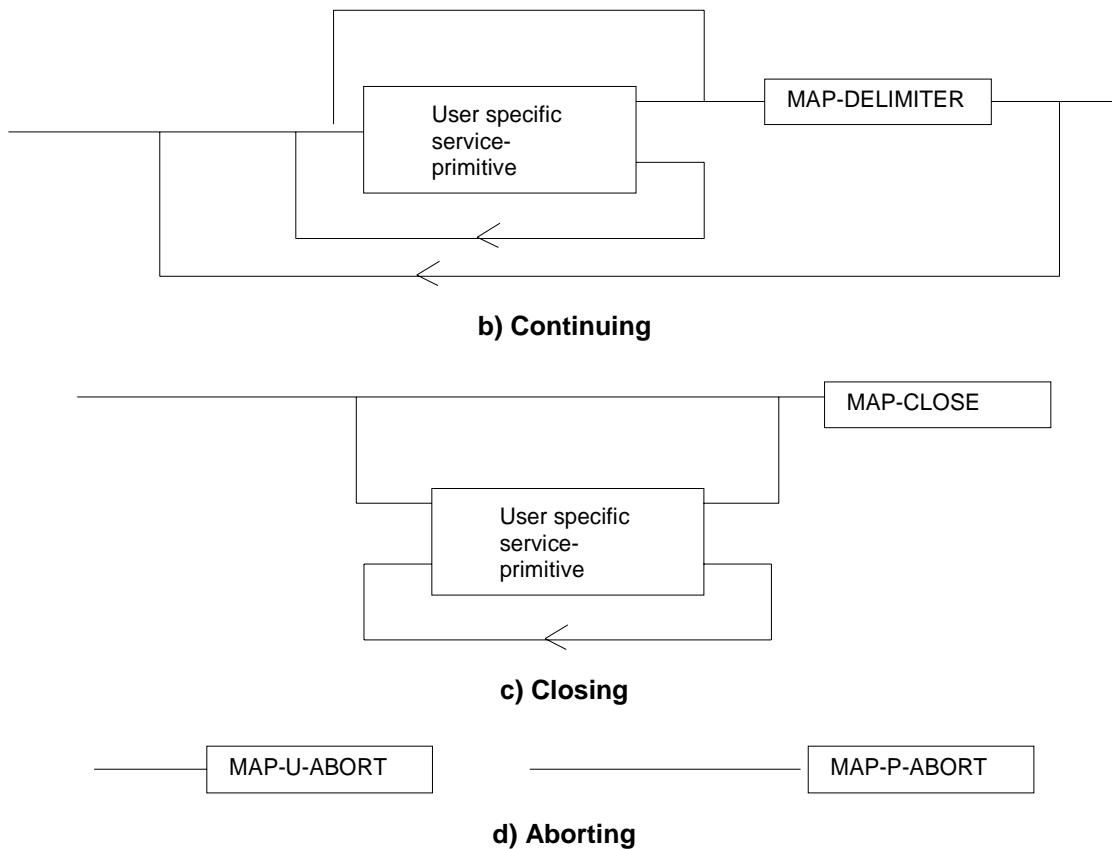 User specific
service-
primitive
MAP-DELIMITER
b) Continuing
MAP-CLOSE
User specific
service-
primitive
c) Closing
MAP-U-ABORT
MAP-P-ABORT
d) Aborting